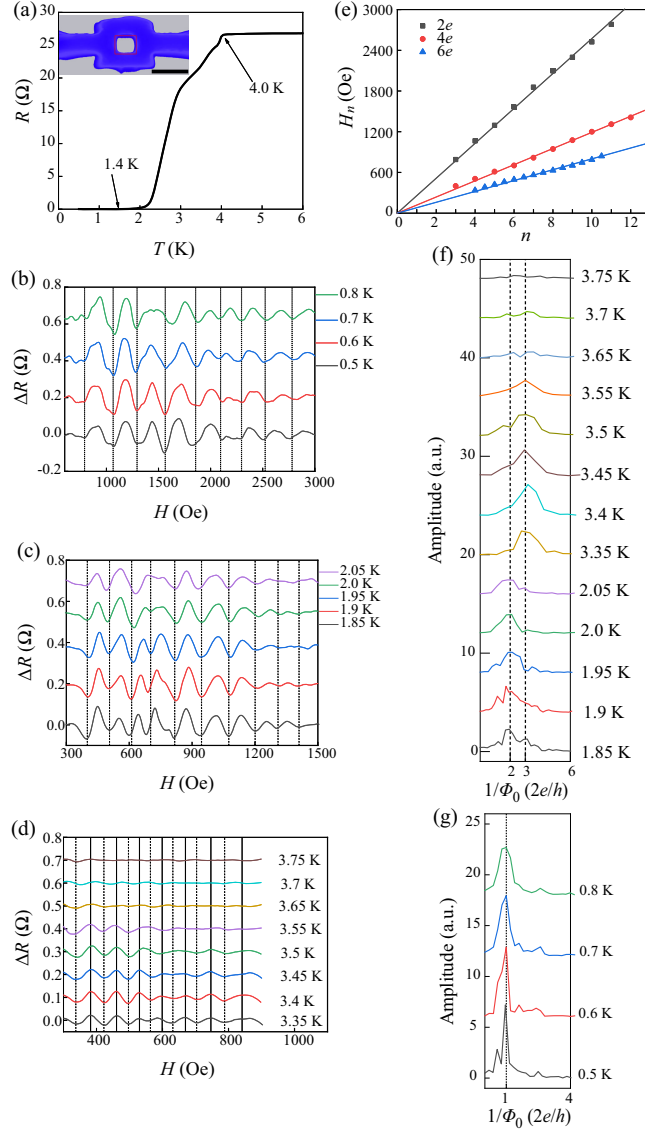 (a)
R (Ω)
30
25
20
15
10
5
0
4.0 K
1.4 K
0 1 2 3 4 5 6
T (K)
(b)
ΔR (Ω)
0.8
0.6
0.4
0.2
0.0
-0.2
0.8 K
0.7 K
0.6 K
0.5 K
1000 1500 2000 2500 3000
H (Oe)
(c)
ΔR (Ω)
0.8
0.6
0.4
0.2
0.0
2.05 K
2.0 K
1.95 K
1.9 K
1.85 K
300 600 900 1200 1500
H (Oe)
(d)
ΔR (Ω)
0.8
0.7
0.6
0.5
0.4
0.3
0.2
0.1
0.0
3.75 K
3.7 K
3.65 K
3.55 K
3.5 K
3.45 K
3.4 K
3.35 K
400 600 800 1000
H (Oe)
(e)
Hn (Oe)
3000
2400
1800
1200
600
0
2e
4e
6e
0 2 4 6 8 10 12
n
(f)
Amplitude (a.u.)
50
40
30
20
10
0
3.75 K
3.7 K
3.65 K
3.55 K
3.5 K
3.45 K
3.4 K
3.35 K
2.05 K
2.0 K
1.95 K
1.9 K
1.85 K
2 3 6
1/Φ0 (2e/h)
(g)
Amplitude (a.u.)
25
20
15
10
5
0
0.8 K
0.7 K
0.6 K
0.5 K
1 4
1/Φ0 (2e/h)